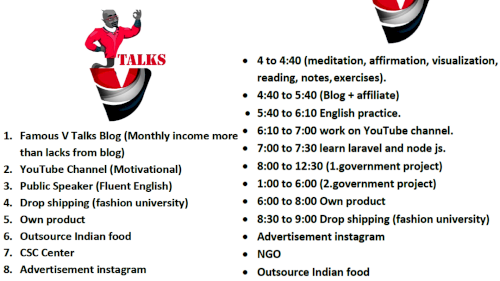 TALKS
1. Famous V Talks Blog (Monthly income more
than lacks from blog)
2. YouTube Channel (Motivational)
3. Public Speaker (Fluent English)
4. Drop shipping (fashion university)
5. Own product
6. Outsource Indian food
7. CSC Center
8. Advertisement instagram
• 4 to 4:40 (meditation, affirmation, visualization,
reading, notes, exercises).
• 4:40 to 5:40 (Blog + affiliate)
• 5:40 to 6:10 English practice.
• 6:10 to 7:00 work on YouTube channel.
• 7:00 to 7:30 learn laravel and node js.
• 8:00 to 12:30 (1.government project)
• 1:00 to 6:00 (2.government project)
• 6:00 to 8:00 Own product
• 8:30 to 9:00 Drop shipping (fashion university)
• Advertisement instagram
• NGO
• Outsource Indian food